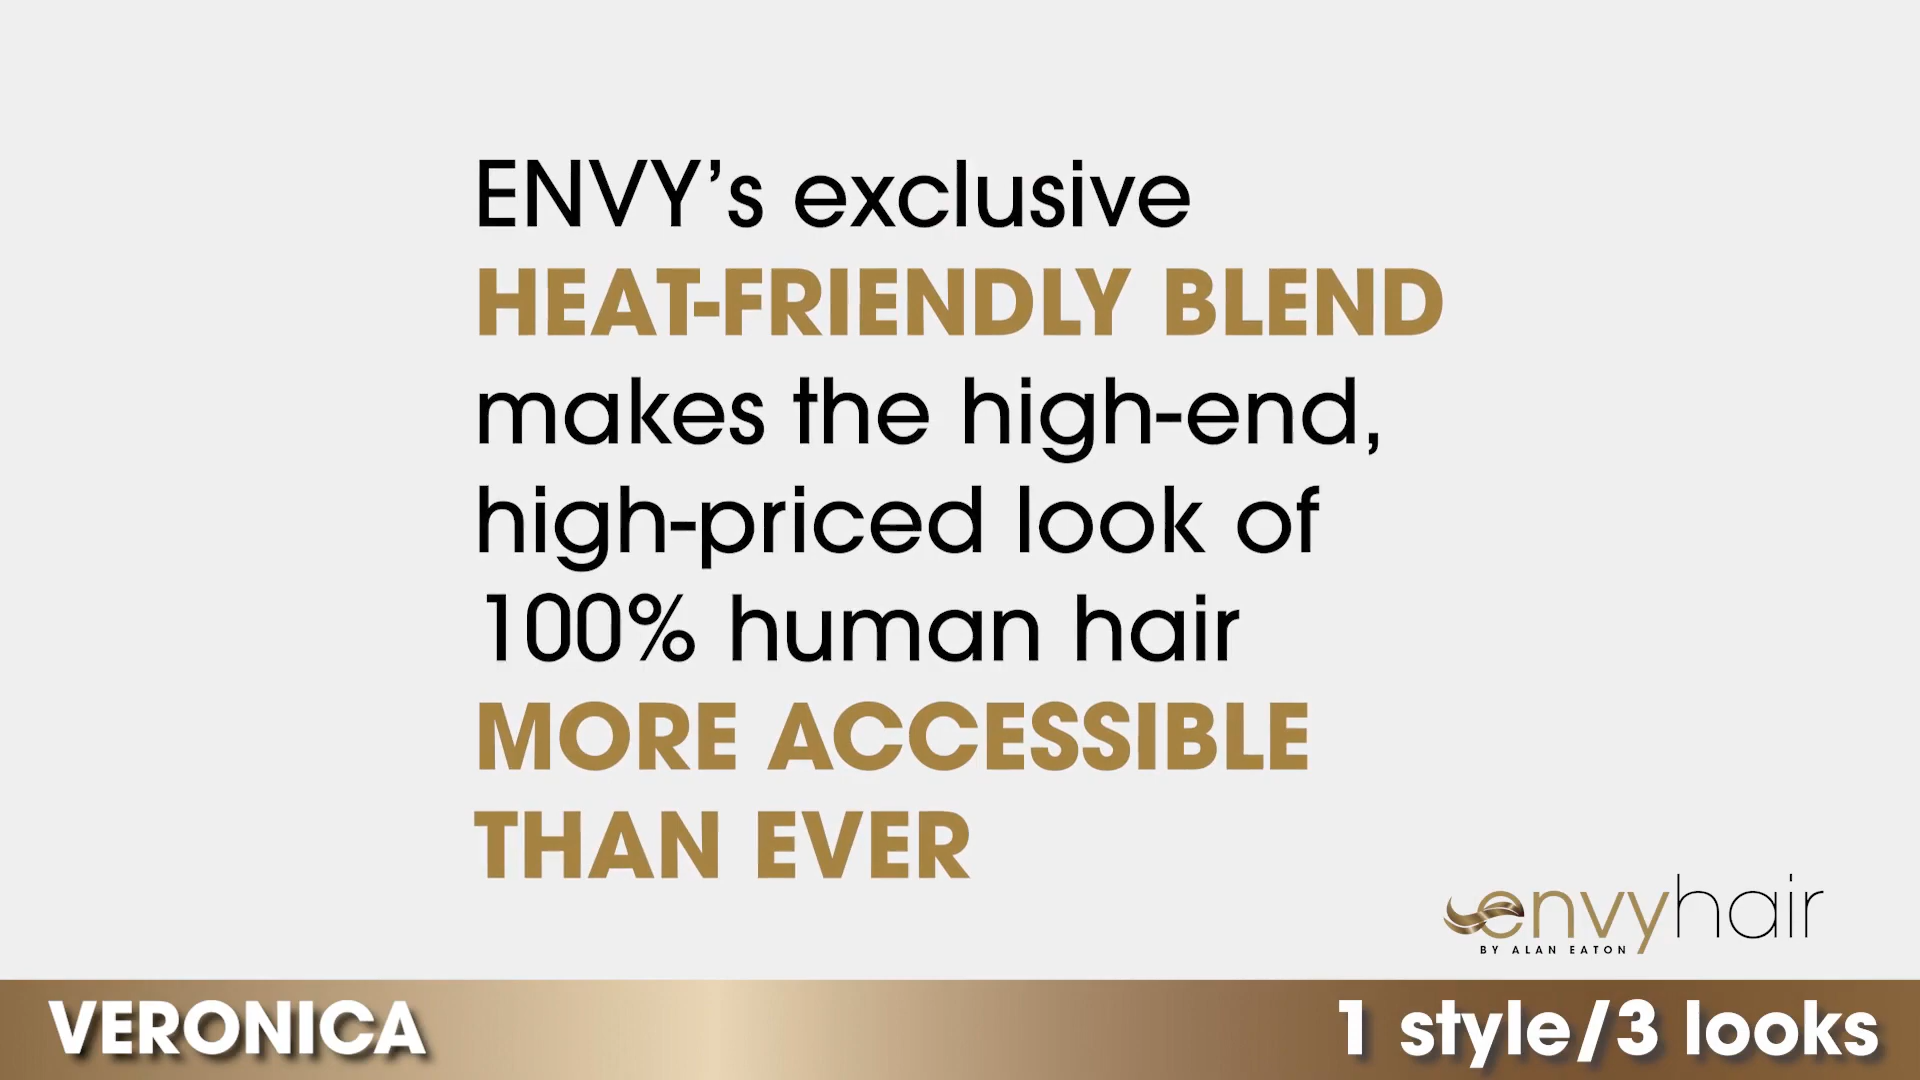 ENVY’s exclusive
HEAT-FRIENDLY BLEND
makes the high-end,
high-priced look of
100% human hair
MORE ACCESSIBLE
THAN EVER
envyhair
BY ALAN EATON
VERONICA
1 style/3 looks